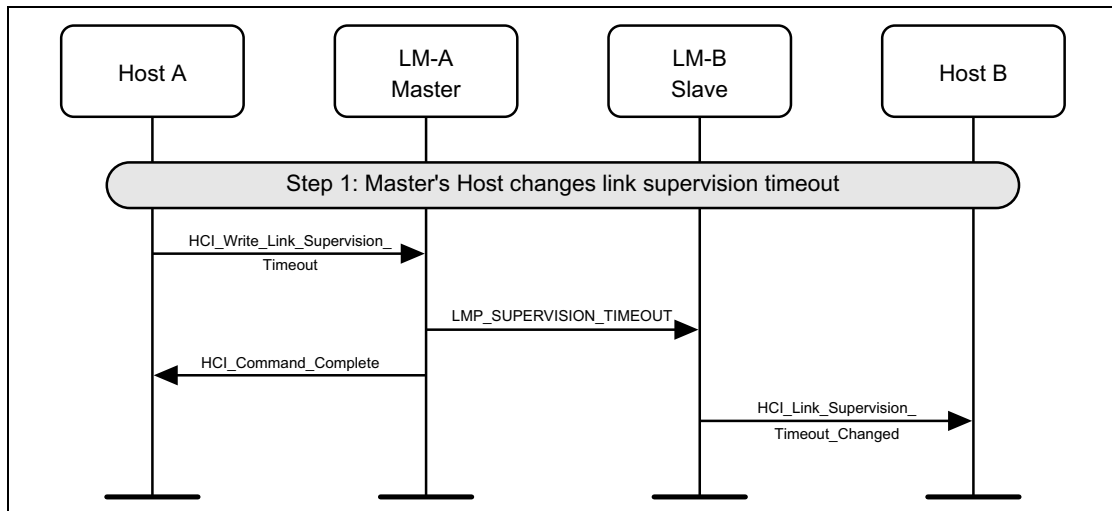 Host A
LM-A
Master
LM-B
Slave
Host B
Step 1: Master's Host changes link supervision timeout
HCI_Write_Link_Supervision_
Timeout
LMP_SUPERVISION_TIMEOUT
HCI_Command_Complete
HCI_Link_Supervision_
Timeout_Changed